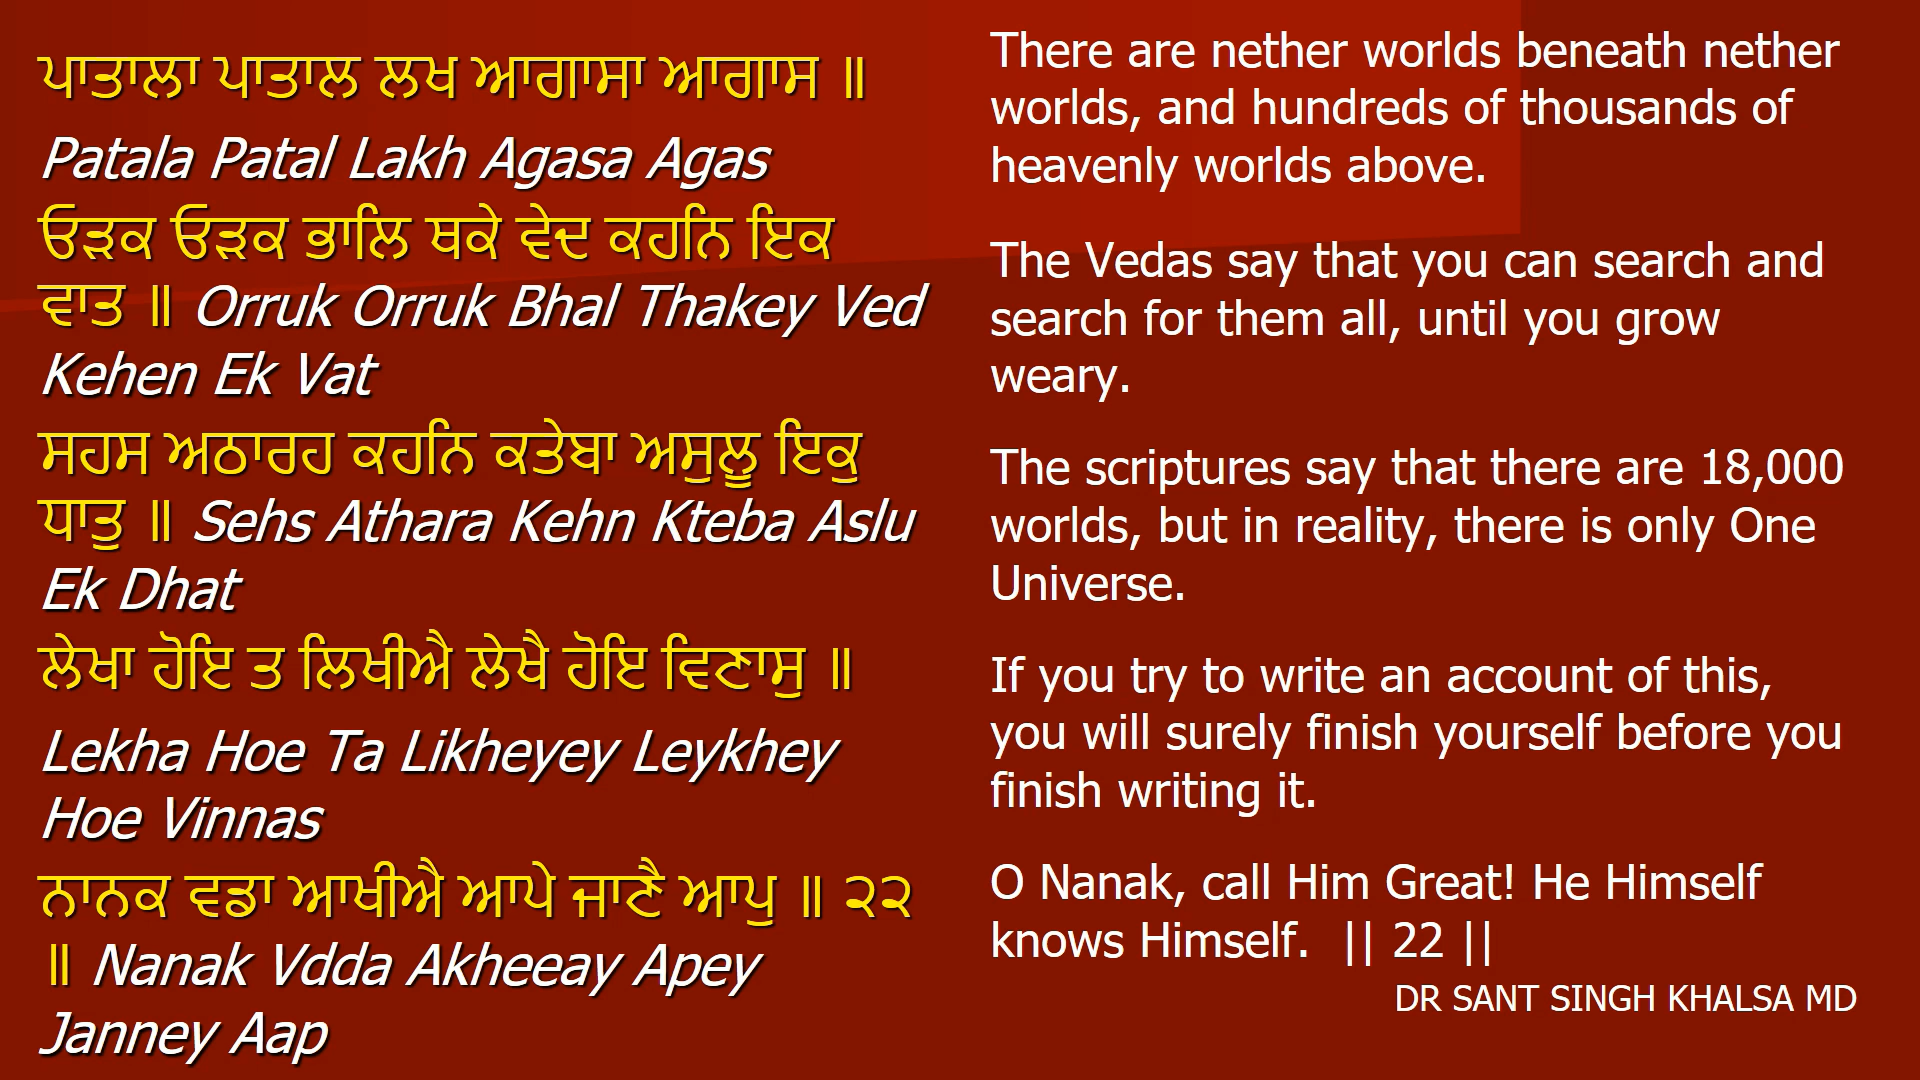 ਪਾਤਾਲਾ ਪਾਤਾਲ ਲਖ ਆਗਾਸਾ ਆਗਾਸ ॥
Patala Patal Lakh Agasa Agas
ਓੜਕ ਓੜਕ ਭਾਲਿ ਥਕੇ ਵੇਦ ਕਹਨਿ ਇਕ
ਵਾਤ ॥ Orruk Orruk Bhal Thakey Ved
Kehen Ek Vat
ਸਹਸ ਅਠਾਰਹ ਕਹਨਿ ਕਤੇਬਾ ਅਸੁਲੂ ਇਕੁ
ਧਾਤੁ ॥ Sehs Athara Kehn Kteba Aslu
Ek Dhat
ਲੇਖਾ ਹੋਇ ਤ ਲਿਖੀਐ ਲੇਖੈ ਹੋਇ ਵਿਣਾਸੁ ॥
Lekha Hoe Ta Likheyey Leykhey
Hoe Vinnas
ਨਾਨਕ ਵਡਾ ਆਖੀਐ ਆਪੇ ਜਾਣੈ ਆਪੁ ॥ ੨੨
॥ Nanak Vdda Akheeay Apey
Janney Aap
There are nether worlds beneath nether
worlds, and hundreds of thousands of
heavenly worlds above.
The Vedas say that you can search and
search for them all, until you grow
weary.
The scriptures say that there are 18,000
worlds, but in reality, there is only One
Universe.
If you try to write an account of this,
you will surely finish yourself before you
finish writing it.
O Nanak, call Him Great! He Himself
knows Himself. || 22 ||
DR SANT SINGH KHALSA MD